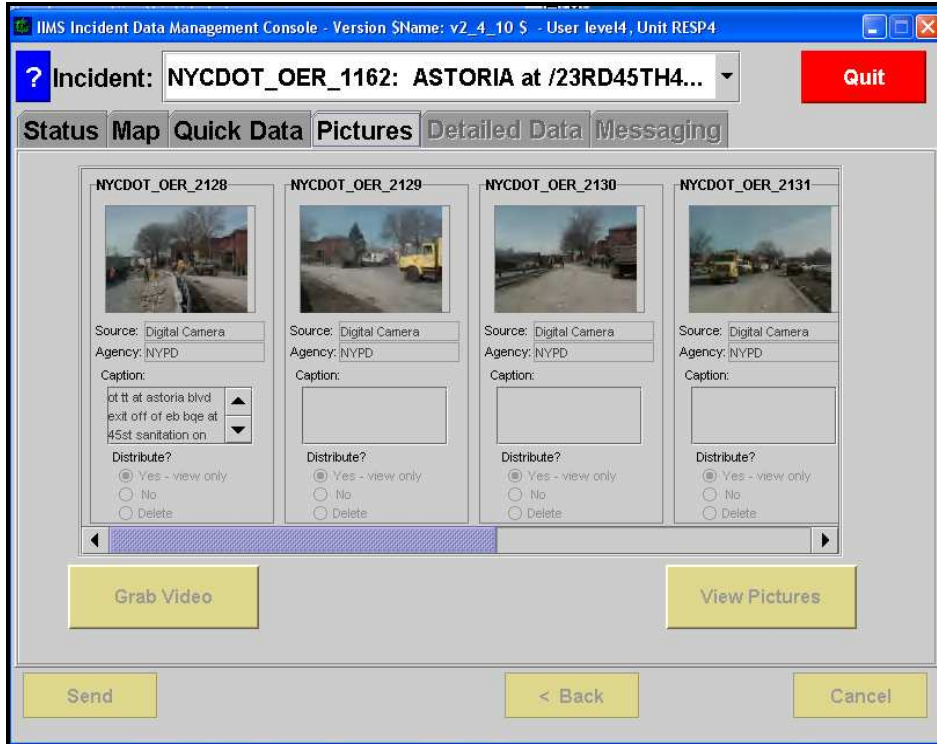 IIMS Incident Data Management Console - Version $Name: v2_4_10 $ - User level4, Unit RESP4
? Incident: NYCDOT_OER_1162: ASTORIA at /23RD45TH4... Quit
Status Map Quick Data Pictures Detailed Data Messaging
NYCDOT_OER_2128 NYCDOT_OER_2129 NYCDOT_OER_2130 NYCDOT_OER_2131
Source: Digital Camera Source: Digital Camera Source: Digital Camera Source: Digital Camera
Agency: NYPD Agency: NYPD Agency: NYPD Agency: NYPD
Caption: Caption: Caption: Caption:
ot tt at astoria blvd
exit off of eb bqe at
45st sanitation on
Distribute? Distribute? Distribute? Distribute?
Yes - view only Yes - view only Yes - view only Yes - view only
No No No No
Delete Delete Delete Delete
Grab Video View Pictures
Send < Back Cancel